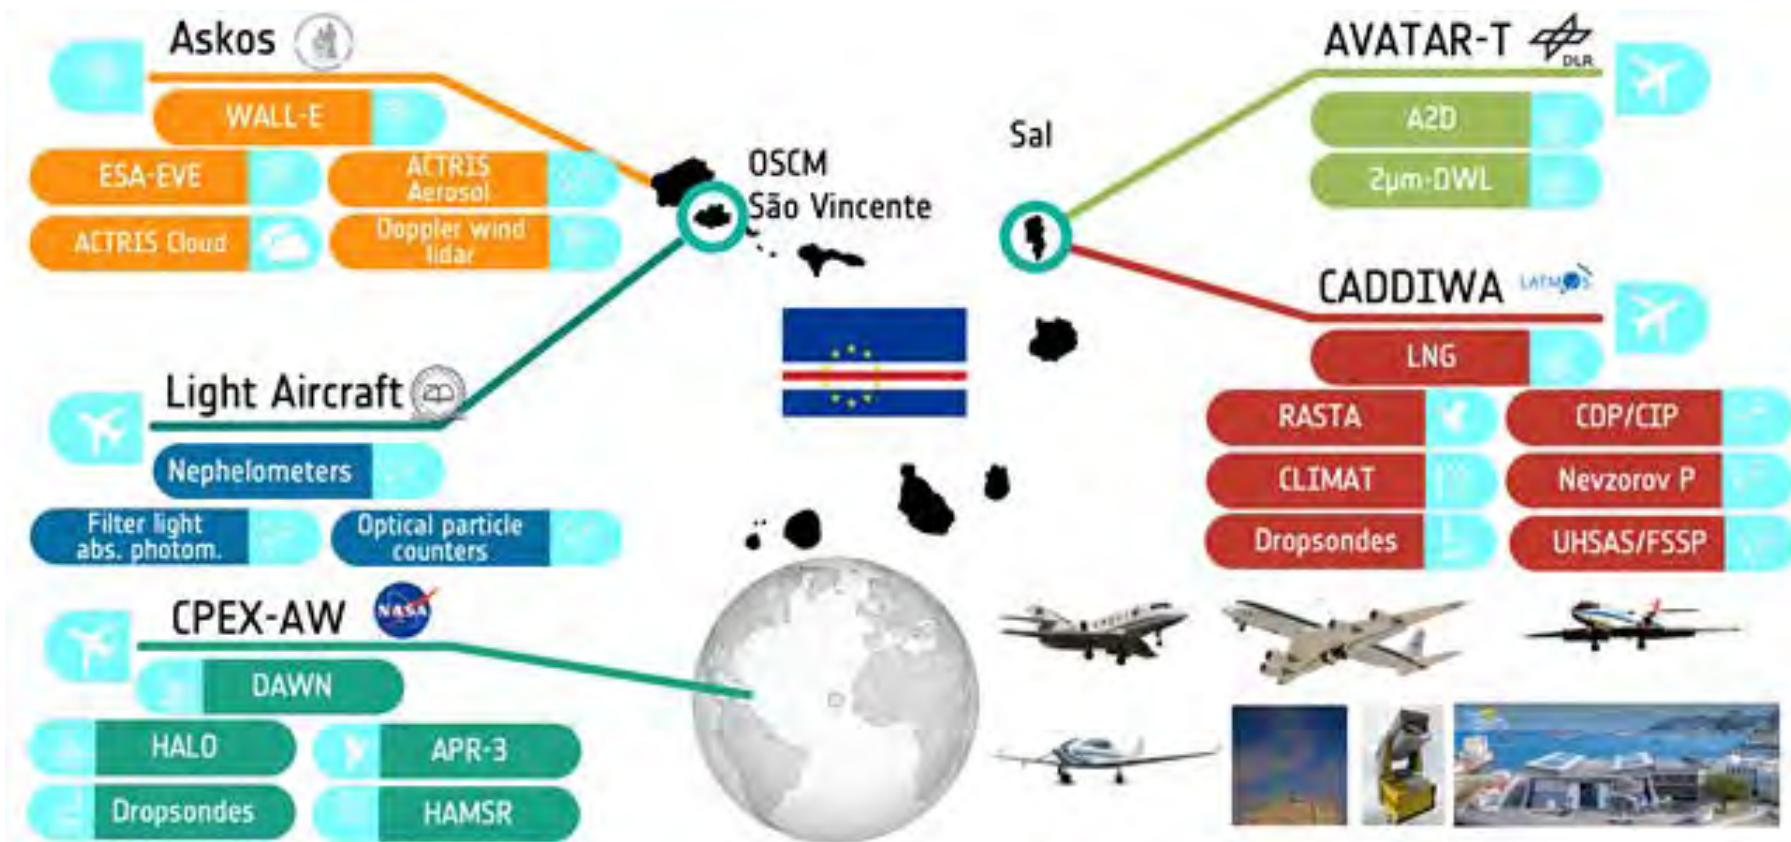 Askos
WALL-E
ESA-EVE
ACTRIS
Aerosol
ACTRIS Cloud
Doppler wind
lidar
Light Aircraft
Nephelometers
Filter light
abs. photom.
Optical particle
counters
CPEX-AW
NASA
DAWN
HALO
APR-3
Dropsondes
HAMSR
OSCM
São Vincente
Sal
AVATAR-T
DLR
A2D
2µm-DWL
CADDIWA
LATMOS
LNG
RASTA
CDP/CIP
CLIMAT
Nevzorov P
Dropsondes
UHSAS/FSSP